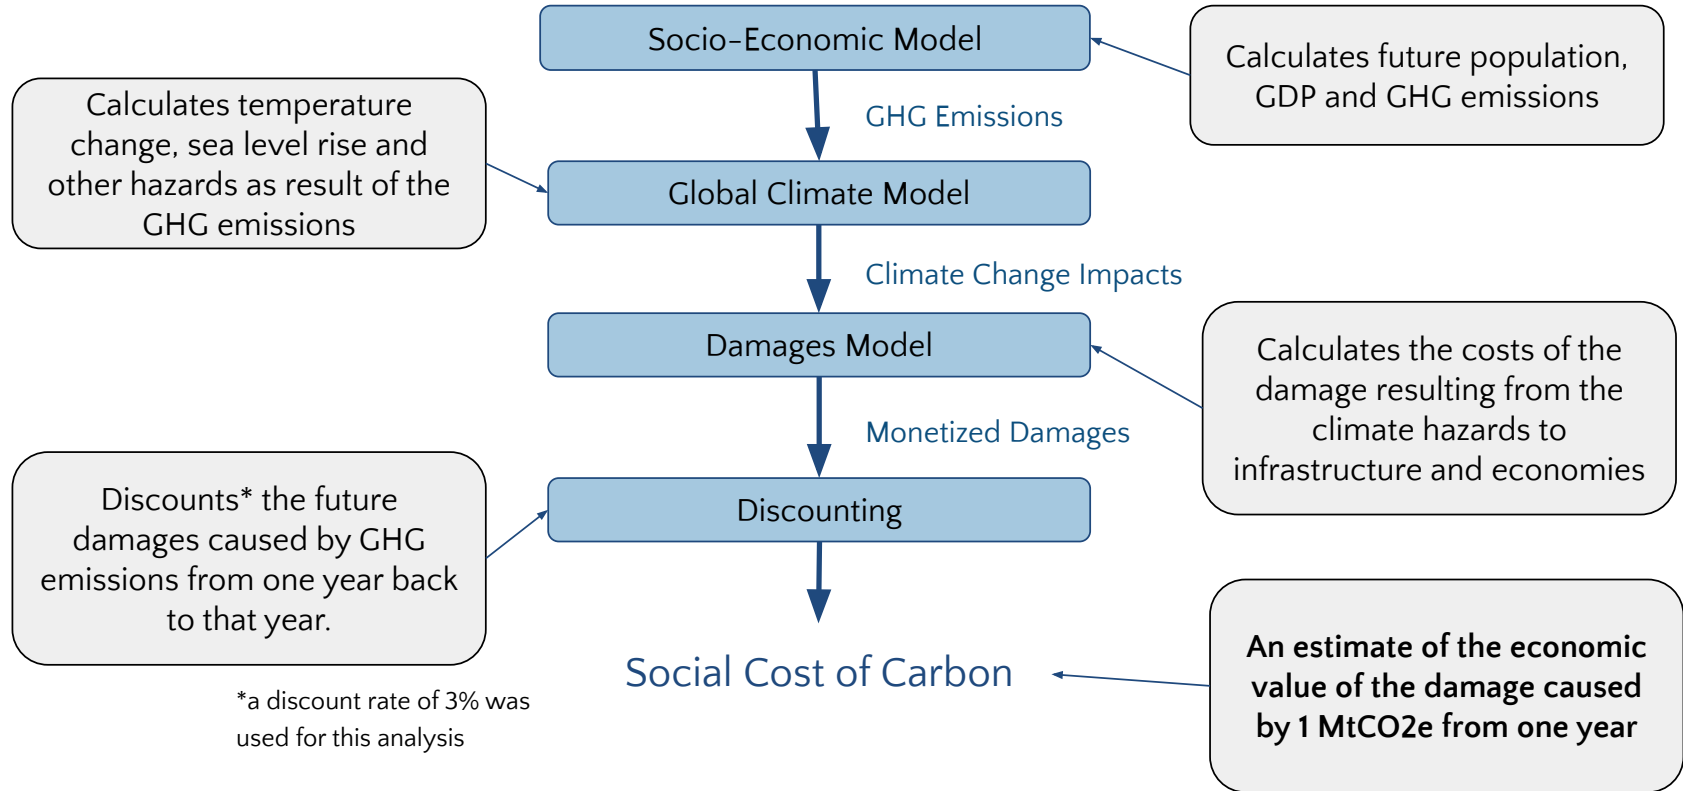 Socio-Economic Model
Calculates future population,
GDP and GHG emissions
GHG Emissions
Calculates temperature
change, sea level rise and
other hazards as result of the
GHG emissions
Global Climate Model
Climate Change Impacts
Damages Model
Calculates the costs of the
damage resulting from the
climate hazards to
infrastructure and economies
Monetized Damages
Discounts* the future
damages caused by GHG
emissions from one year back
to that year.
Discounting
*a discount rate of 3% was
used for this analysis
Social Cost of Carbon
An estimate of the economic
value of the damage caused
by 1 MtCO2e from one year